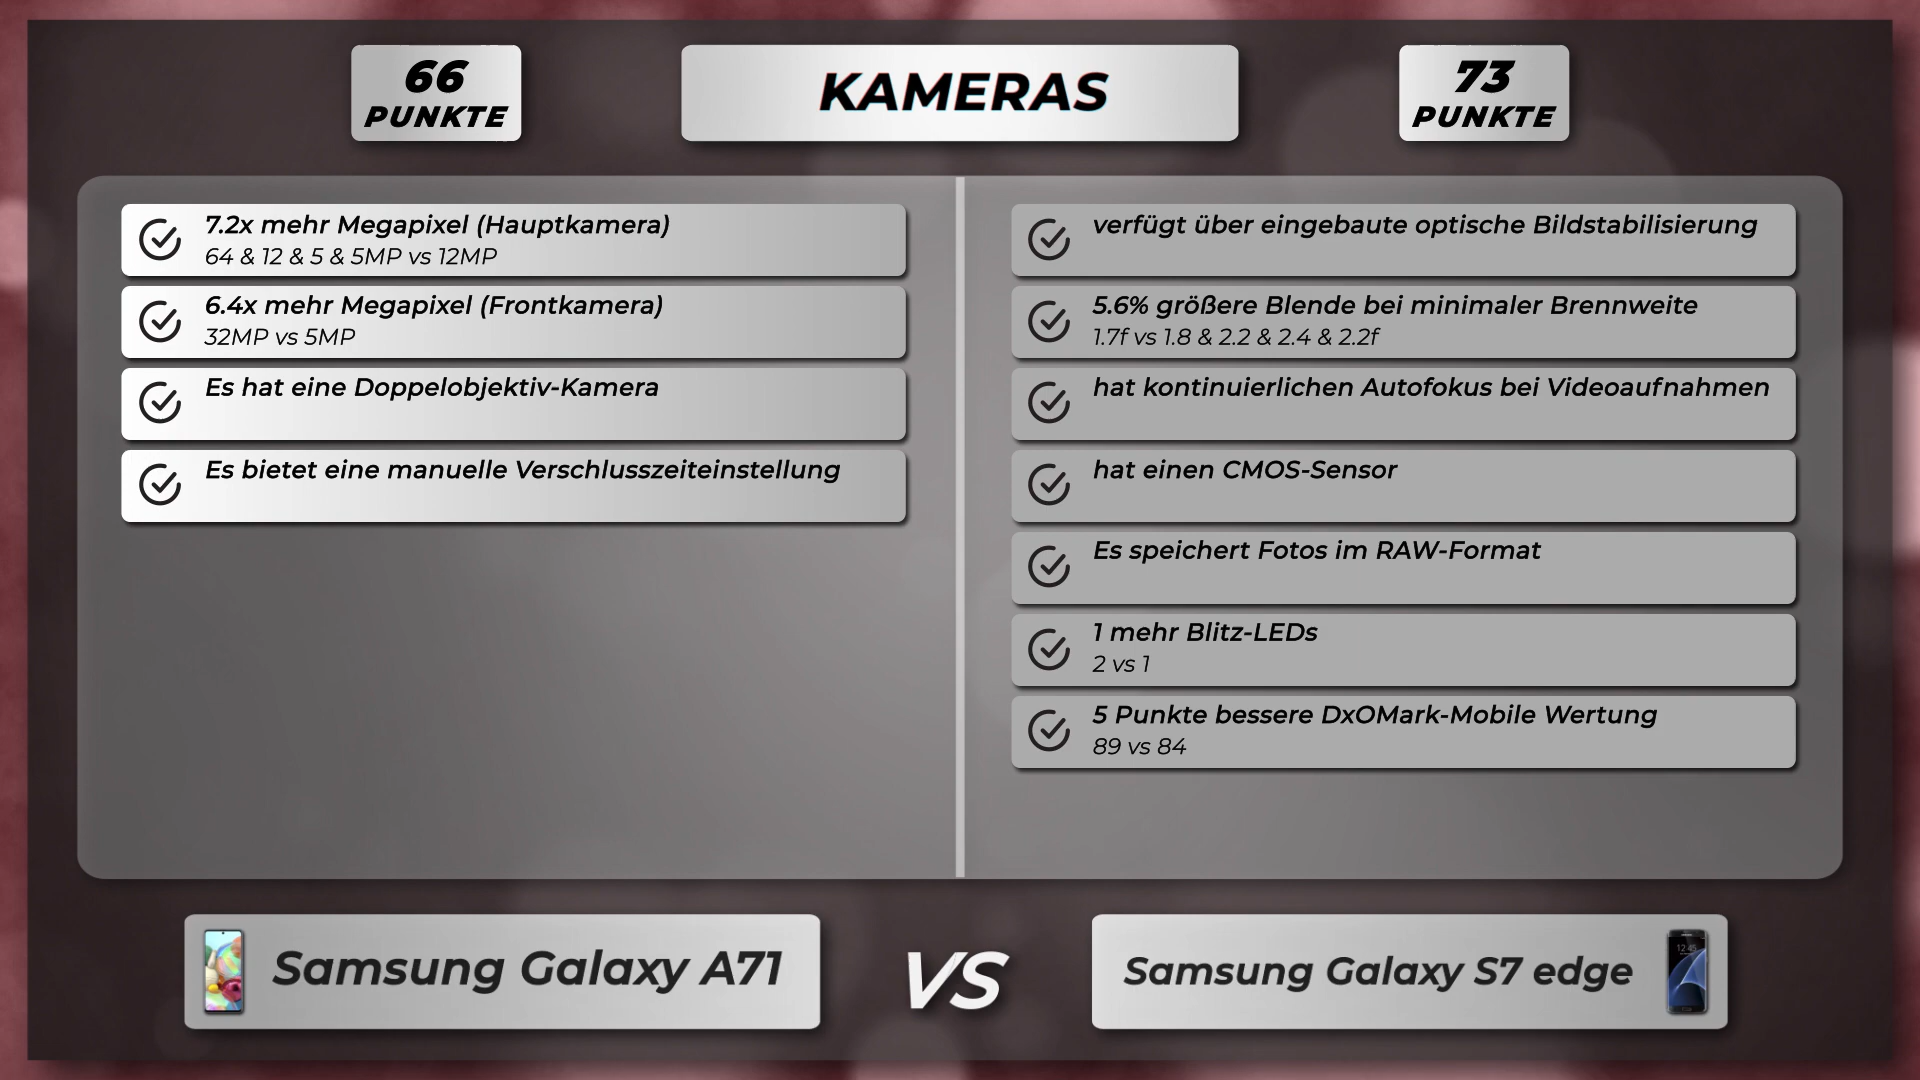 66
PUNKTE
KAMERAS
73
PUNKTE
7.2x mehr Megapixel (Hauptkamera)
64 & 12 & 5 & 5MP vs 12MP
6.4x mehr Megapixel (Frontkamera)
32MP vs 5MP
Es hat eine Doppelobjektiv-Kamera
Es bietet eine manuelle Verschlusszeiteinstellung
verfügt über eingebaute optische Bildstabilisierung
5.6% größere Blende bei minimaler Brennweite
1.7f vs 1.8 & 2.2 & 2.4 & 2.2f
hat kontinuierlichen Autofokus bei Videoaufnahmen
hat einen CMOS-Sensor
Es speichert Fotos im RAW-Format
1 mehr Blitz-LEDs
2 vs 1
5 Punkte bessere DxOMark-Mobile Wertung
89 vs 84
Samsung Galaxy A71
VS
Samsung Galaxy S7 edge
12:45